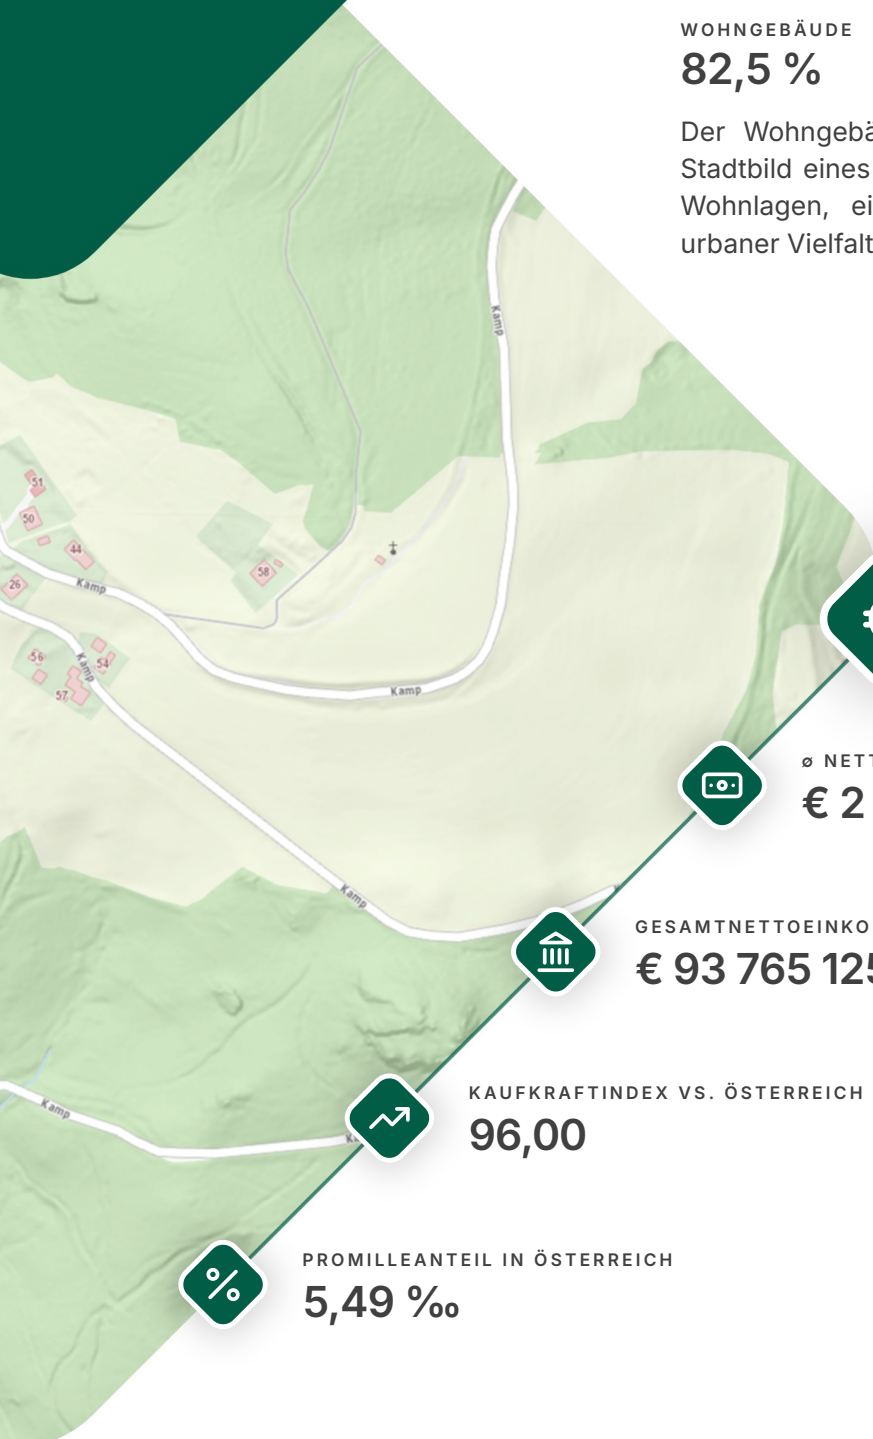 WOHNGEBÄUDE
82,5 %
Der Wohngebä
Stadtbild eines
Wohnlagen, ei
urbaner Vielfalt
Kamp
51
50
44
58
26
Kamp
56
Kamp
54
57
Kamp
ø NETT
€ 2
Kamp
GESAMTNETTOEINKO
€ 93 765 125
KAUFKRAFTINDEX VS. ÖSTERREICH
96,00
Kamp
PROMILLEANTEIL IN ÖSTERREICH
5,49 ‰